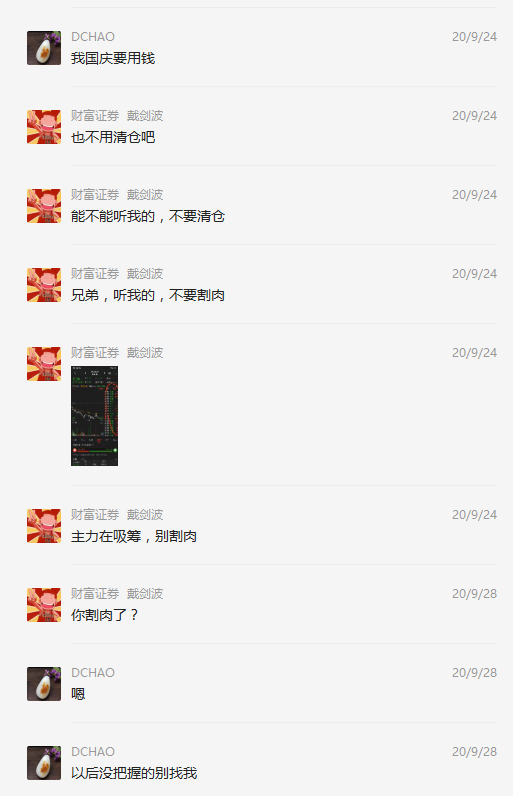 DCHAO 20/9/24
我国庆要用钱
财富证券 戴剑波 20/9/24
也不用清仓吧
财富证券 戴剑波 20/9/24
能不能听我的，不要清仓
财富证券 戴剑波 20/9/24
兄弟，听我的，不要割肉
财富证券 戴剑波 20/9/24
财富证券 戴剑波 20/9/24
主力在吸筹，别割肉
财富证券 戴剑波 20/9/28
你割肉了？
DCHAO 20/9/28
嗯
DCHAO 20/9/28
以后没把握的别找我